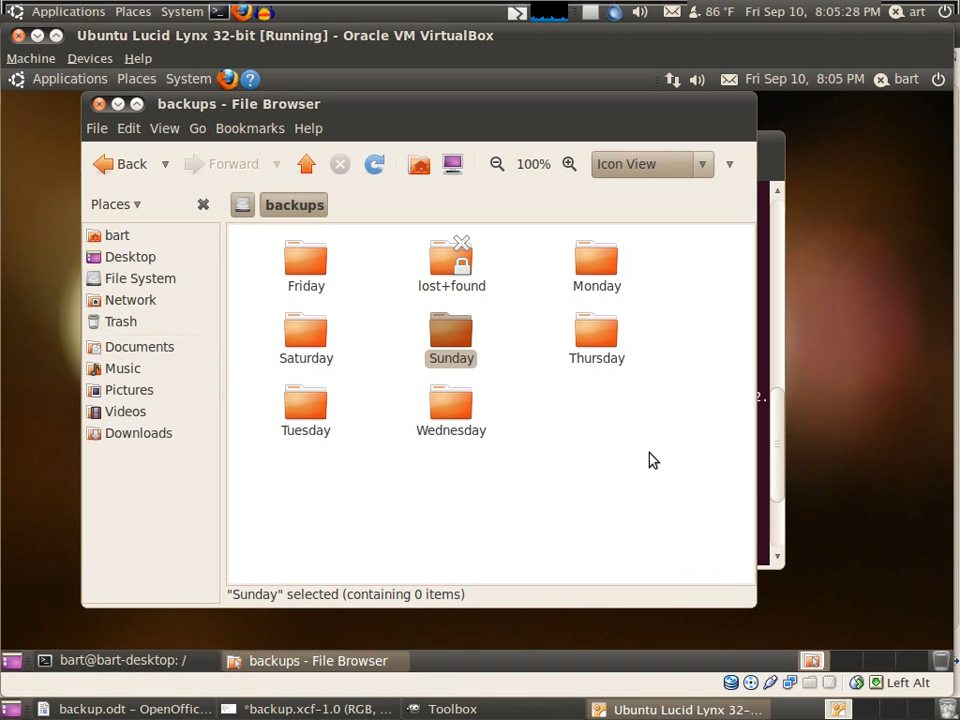 Applications Places System 86 °F Fri Sep 10, 8:05:28 PM art
Ubuntu Lucid Lynx 32-bit [Running] - Oracle VM VirtualBox
Machine Devices Help
Applications Places System ? Fri Sep 10, 8:05 PM bart
backups - File Browser
File Edit View Go Bookmarks Help
Back Forward 100% Icon View
Places backups
bart
Desktop
File System
Network
Trash
Documents
Music
Pictures
Videos
Downloads
Friday lost+found Monday
Saturday Sunday Thursday
Tuesday Wednesday
2.
"Sunday" selected (containing 0 items)
bart@bart-desktop: / backups - File Browser
Left Alt
backup.odt – OpenOffic... *backup.xcf-1.0 (RGB, ... Toolbox Ubuntu Lucid Lynx 32-...